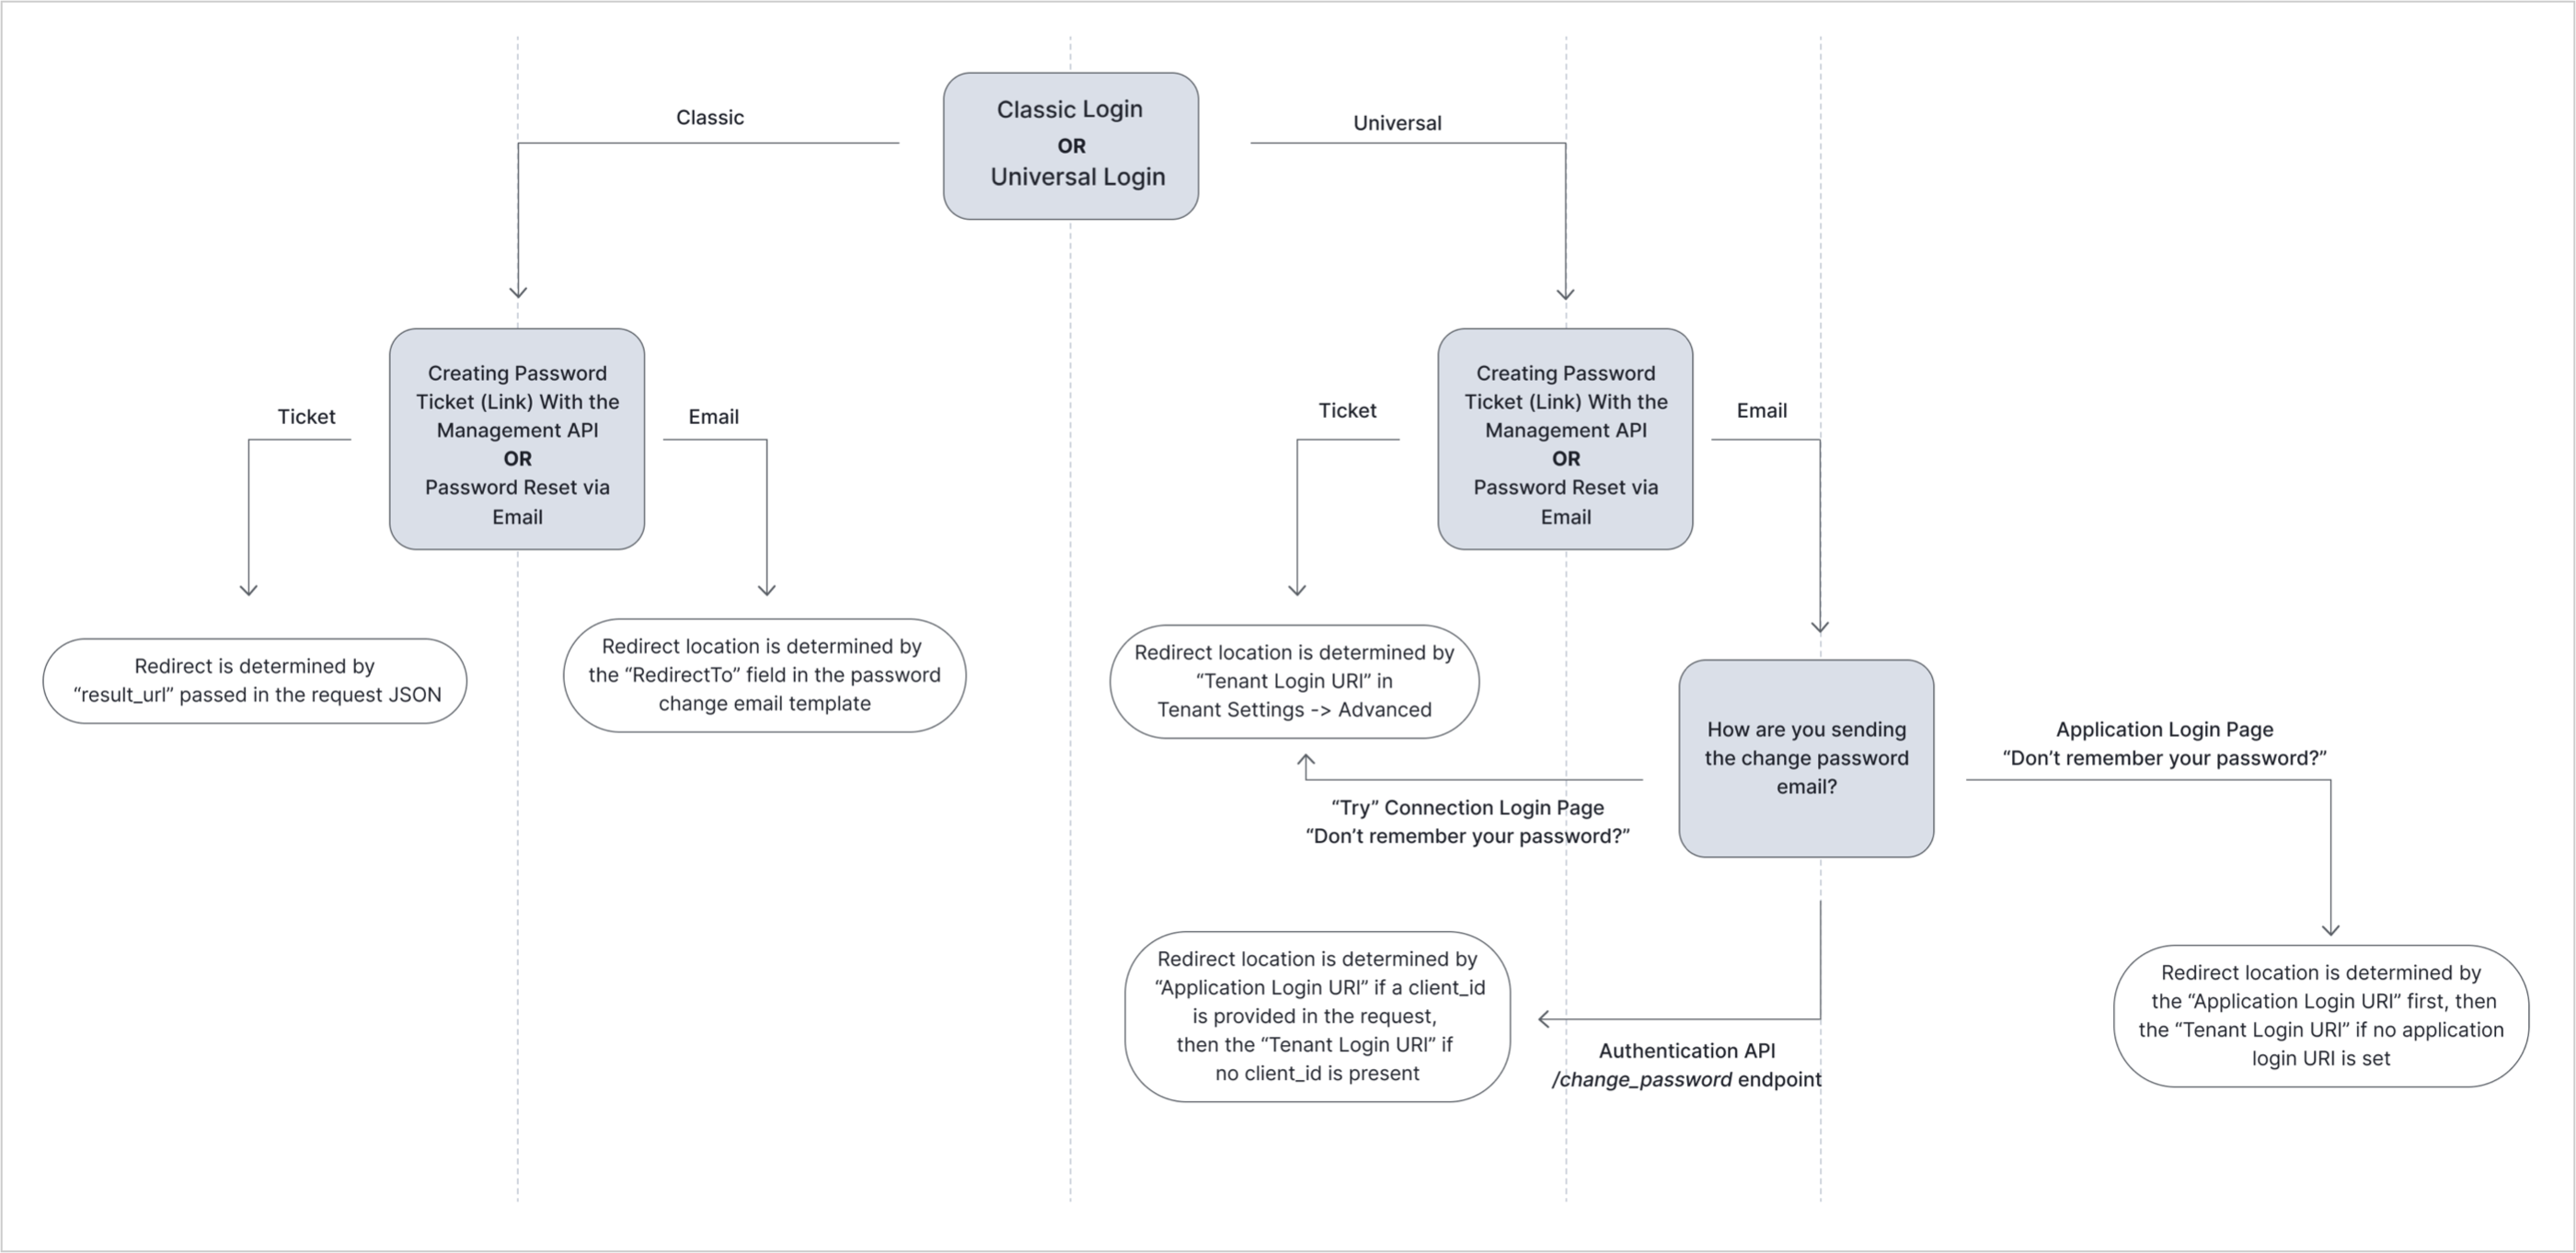 Classic Login
OR
Universal Login
Classic
Universal
Creating Password
Ticket (Link) With the
Management API
OR
Password Reset via
Email
Ticket
Email
Redirect is determined by
“result_url” passed in the request JSON
Redirect location is determined by
the “RedirectTo” field in the password
change email template
Creating Password
Ticket (Link) With the
Management API
OR
Password Reset via
Email
Ticket
Email
Redirect location is determined by
“Tenant Login URI” in
Tenant Settings -> Advanced
How are you sending
the change password
email?
“Try” Connection Login Page
“Don’t remember your password?”
Application Login Page
“Don’t remember your password?”
Redirect location is determined by
“Application Login URI” if a client_id
is provided in the request,
then the “Tenant Login URI” if
no client_id is present
Authentication API
/change_password endpoint
Redirect location is determined by
the “Application Login URI” first, then
the “Tenant Login URI” if no application
login URI is set